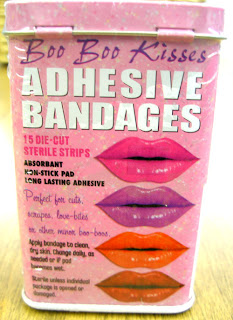 Boo Boo Kisses
ADHESIVE
BANDAGES
15 DIE-CUT
STERILE STRIPS
ABSORBANT
NON-STICK PAD
LONG LASTING ADHESIVE
Perfect for cuts,
scrapes, love-bites
or other minor boo-boos.
Apply bandage to clean,
dry skin. Change daily, as
needed or if pad
becomes wet.
Sterile unless individual
package is opened or
damaged.